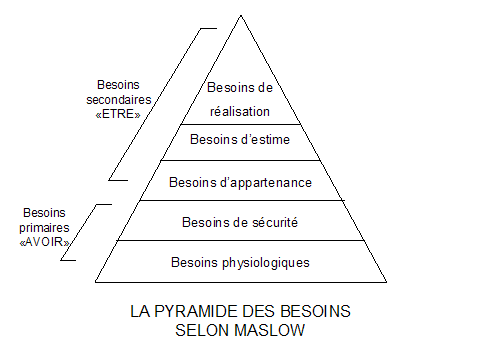 Besoins
secondaires
«ETRE»
Besoins
primaires
«AVOIR»
Besoins de
réalisation
Besoins d'estime
Besoins d'appartenance
Besoins de sécurité
Besoins physiologiques
LA PYRAMIDE DES BESOINS
SELON MASLOW